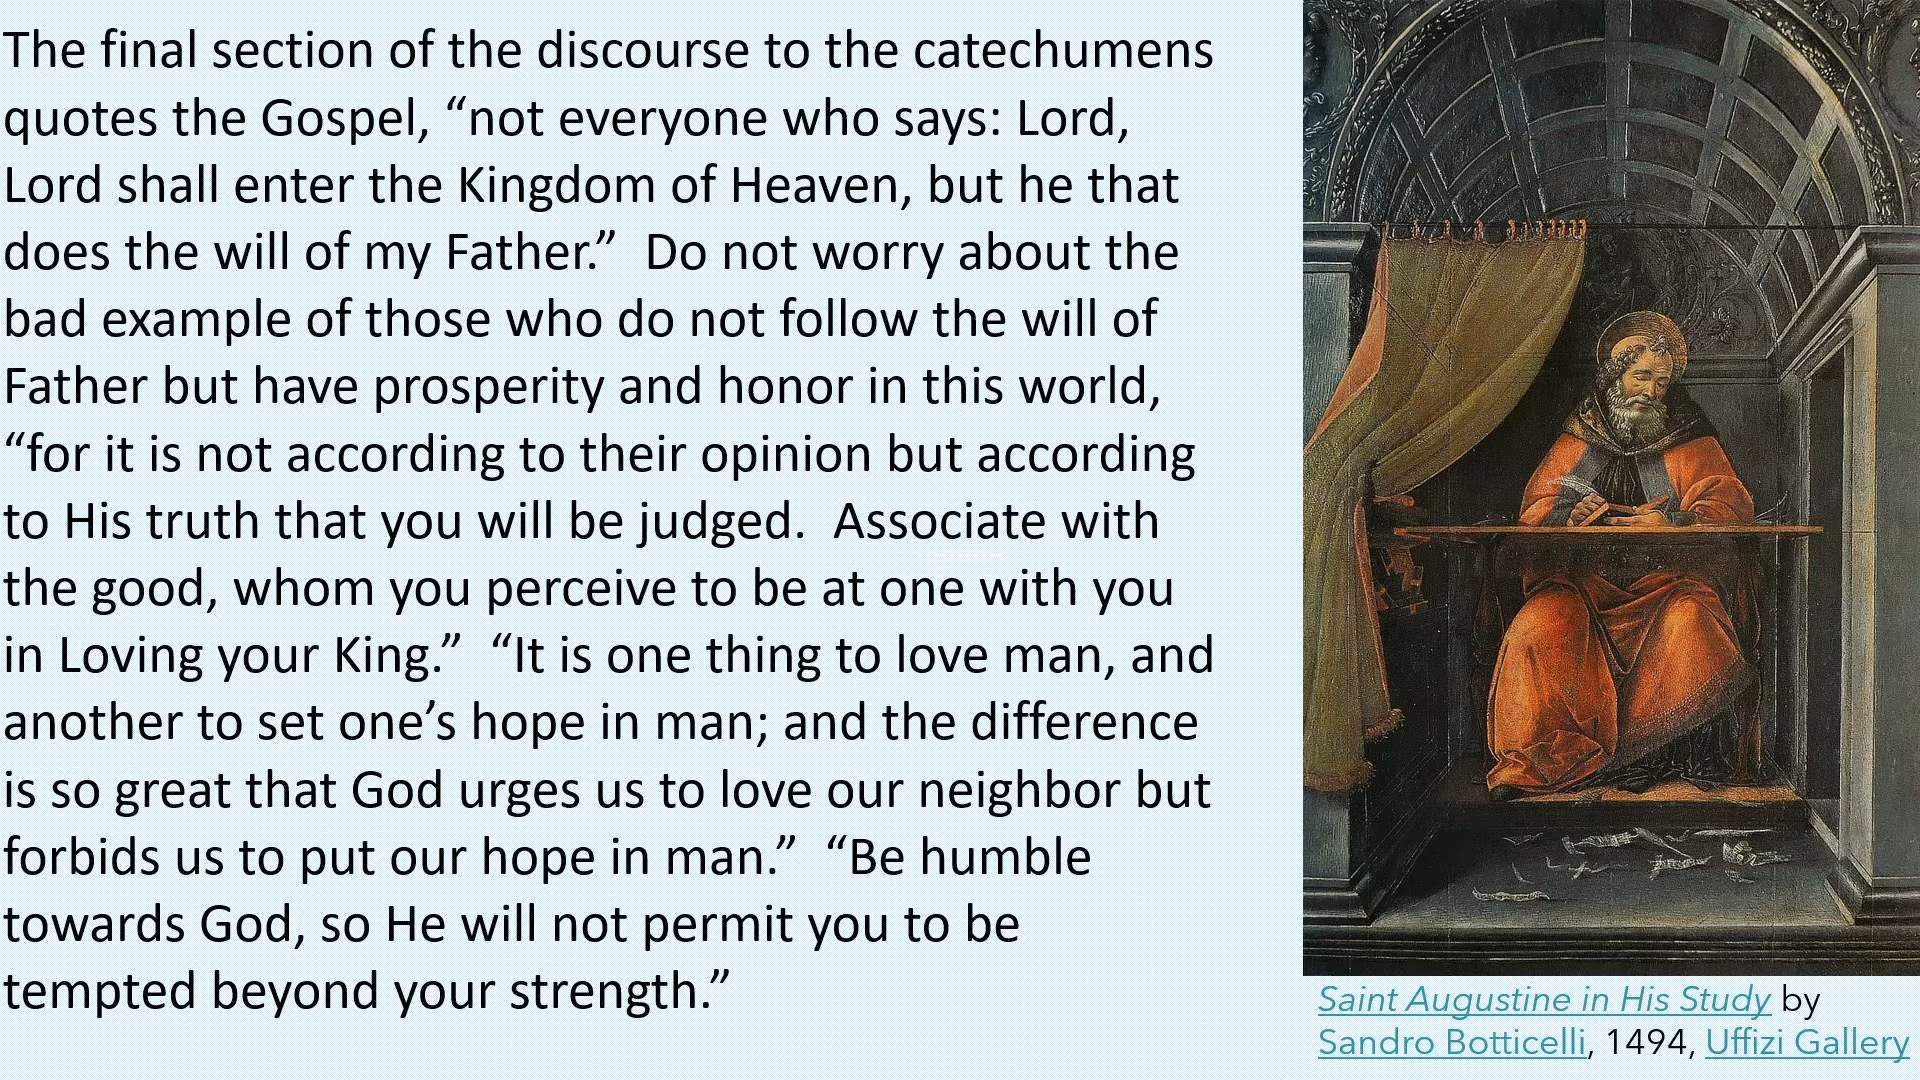 The final section of the discourse to the catechumens
quotes the Gospel, “not everyone who says: Lord,
Lord shall enter the Kingdom of Heaven, but he that
does the will of my Father.”  Do not worry about the
bad example of those who do not follow the will of
Father but have prosperity and honor in this world,
“for it is not according to their opinion but according
to His truth that you will be judged.  Associate with
the good, whom you perceive to be at one with you
in Loving your King.”  “It is one thing to love man, and
another to set one’s hope in man; and the difference
is so great that God urges us to love our neighbor but
forbids us to put our hope in man.”  “Be humble
towards God, so He will not permit you to be
tempted beyond your strength.”
Saint Augustine in His Study by
Sandro Botticelli, 1494, Uffizi Gallery